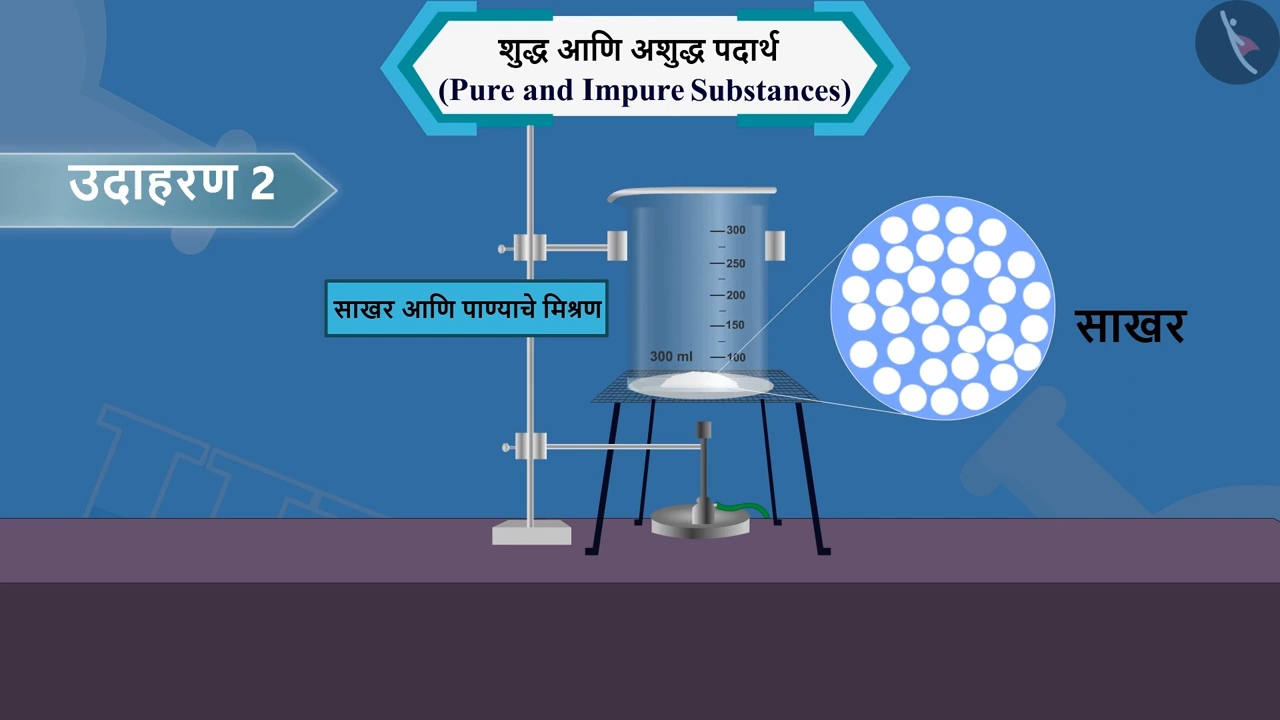 शुद्ध आणि अशुद्ध पदार्थ
(Pure and Impure Substances)
उदाहरण 2
साखर आणि पाण्याचे मिश्रण
300
250
200
150
300 ml
100
साखर